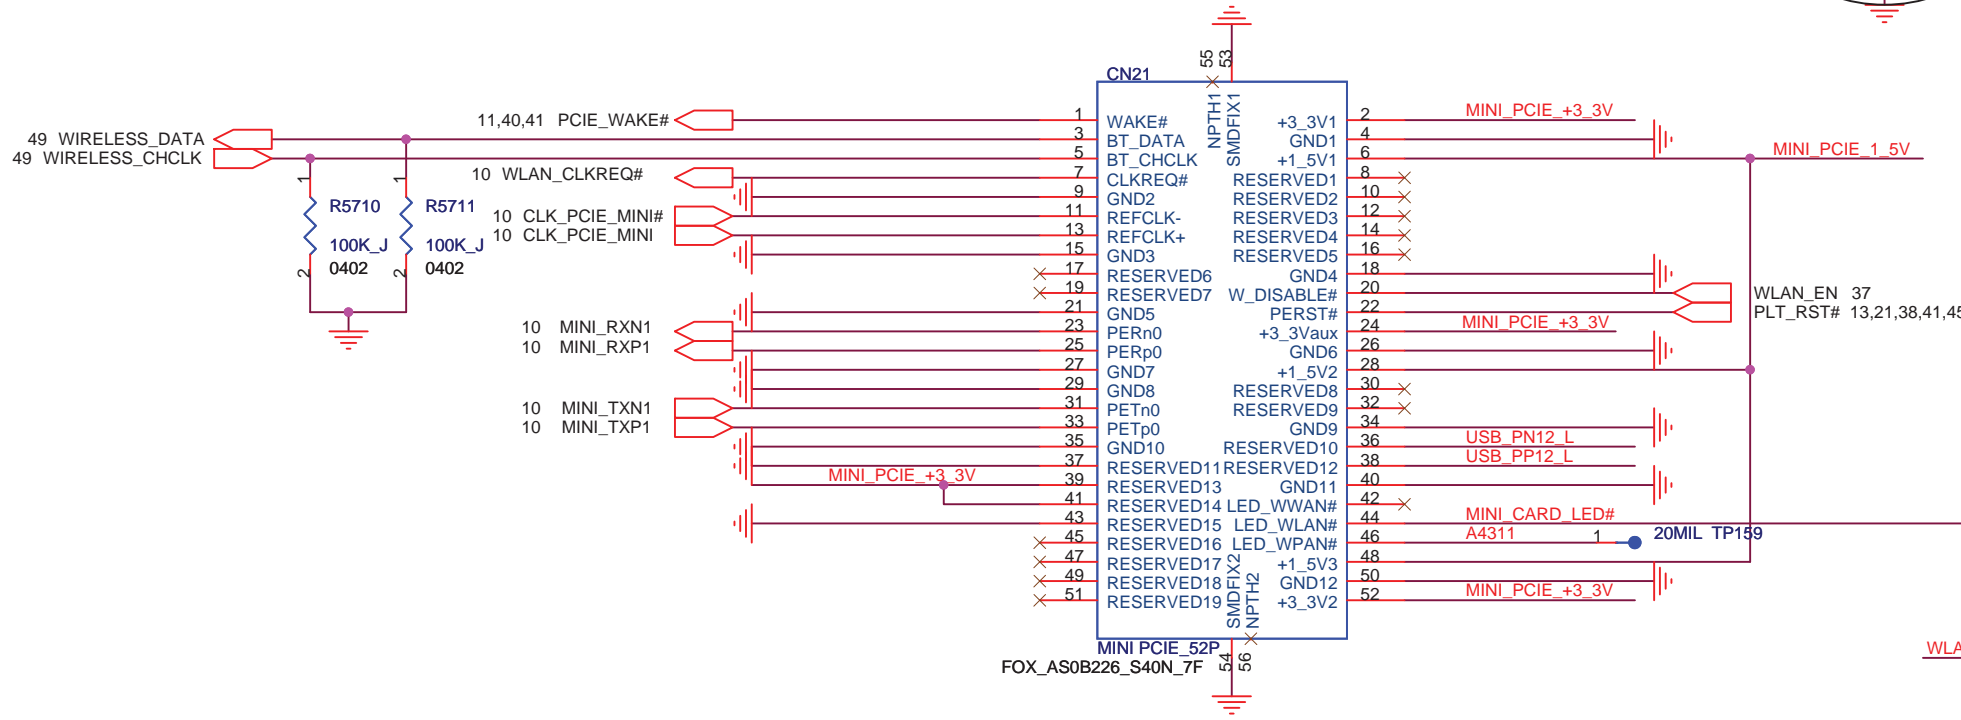 55 53
CN21
NPTH1 SMDFIX1
11,40,41 PCIE_WAKE# 1 WAKE# +3_3V1 2 MINI_PCIE_+3_3V
49 WIRELESS_DATA 3 BT_DATA GND1 4
49 WIRELESS_CHCLK 5 BT_CHCLK +1_5V1 6 MINI_PCIE_1_5V
10 WLAN_CLKREQ# 7 CLKREQ# RESERVED1 8
1 1 9 GND2 RESERVED2 10
R5710 R5711
10 CLK_PCIE_MINI# 11 REFCLK- RESERVED3 12
10 CLK_PCIE_MINI 13 REFCLK+ RESERVED4 14
100K_J 100K_J 15 GND3 RESERVED5 16
0402 0402
2 2 17 RESERVED6 GND4 18
19 RESERVED7 W_DISABLE# 20 WLAN_EN 37
21 GND5 PERST# 22 PLT_RST# 13,21,38,41,45
10 MINI_RXN1 23 PERn0 +3_3Vaux 24 MINI_PCIE_+3_3V
10 MINI_RXP1 25 PERp0 GND6 26
27 GND7 +1_5V2 28
29 GND8 RESERVED8 30
10 MINI_TXN1 31 PETn0 RESERVED9 32
10 MINI_TXP1 33 PETp0 GND9 34
35 GND10 RESERVED10 36 USB_PN12_L
37 RESERVED11 RESERVED12 38 USB_PP12_L
MINI_PCIE_+3_3V 39 RESERVED13 GND11 40
41 RESERVED14 LED_WWAN# 42
43 RESERVED15 LED_WLAN# 44 MINI_CARD_LED#
45 RESERVED16 LED_WPAN# 46 A4311 1 20MIL TP159
47 RESERVED17 +1_5V3 48
49 RESERVED18 GND12 50
51 RESERVED19 +3_3V2 52 MINI_PCIE_+3_3V
SMDFIX2 NPTH2
MINI PCIE_52P
54 56
FOX_AS0B226_S40N_7F